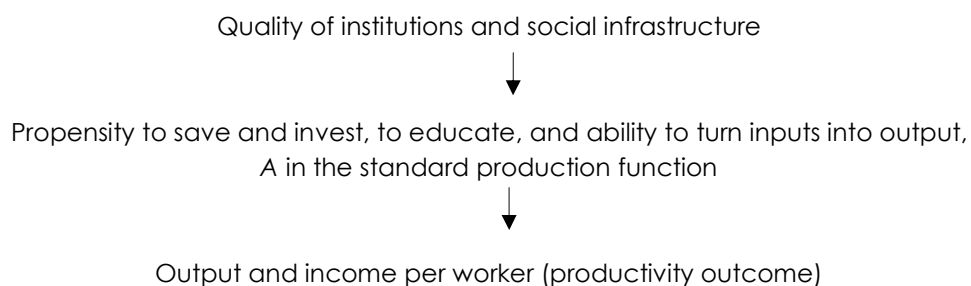 Quality of institutions and social infrastructure
Propensity to save and invest, to educate, and ability to turn inputs into output,
A in the standard production function
Output and income per worker (productivity outcome)